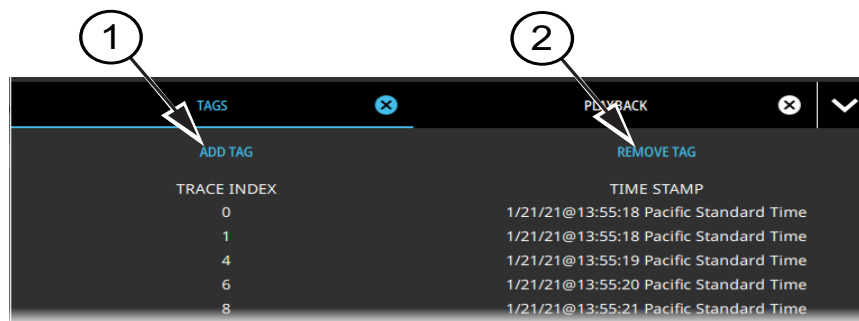 1 2
TAGS PLAYBACK
ADD TAG REMOVE TAG
TRACE INDEX TIME STAMP
0 1/21/21@13:55:18 Pacific Standard Time
1 1/21/21@13:55:18 Pacific Standard Time
4 1/21/21@13:55:19 Pacific Standard Time
6 1/21/21@13:55:20 Pacific Standard Time
8 1/21/21@13:55:21 Pacific Standard Time